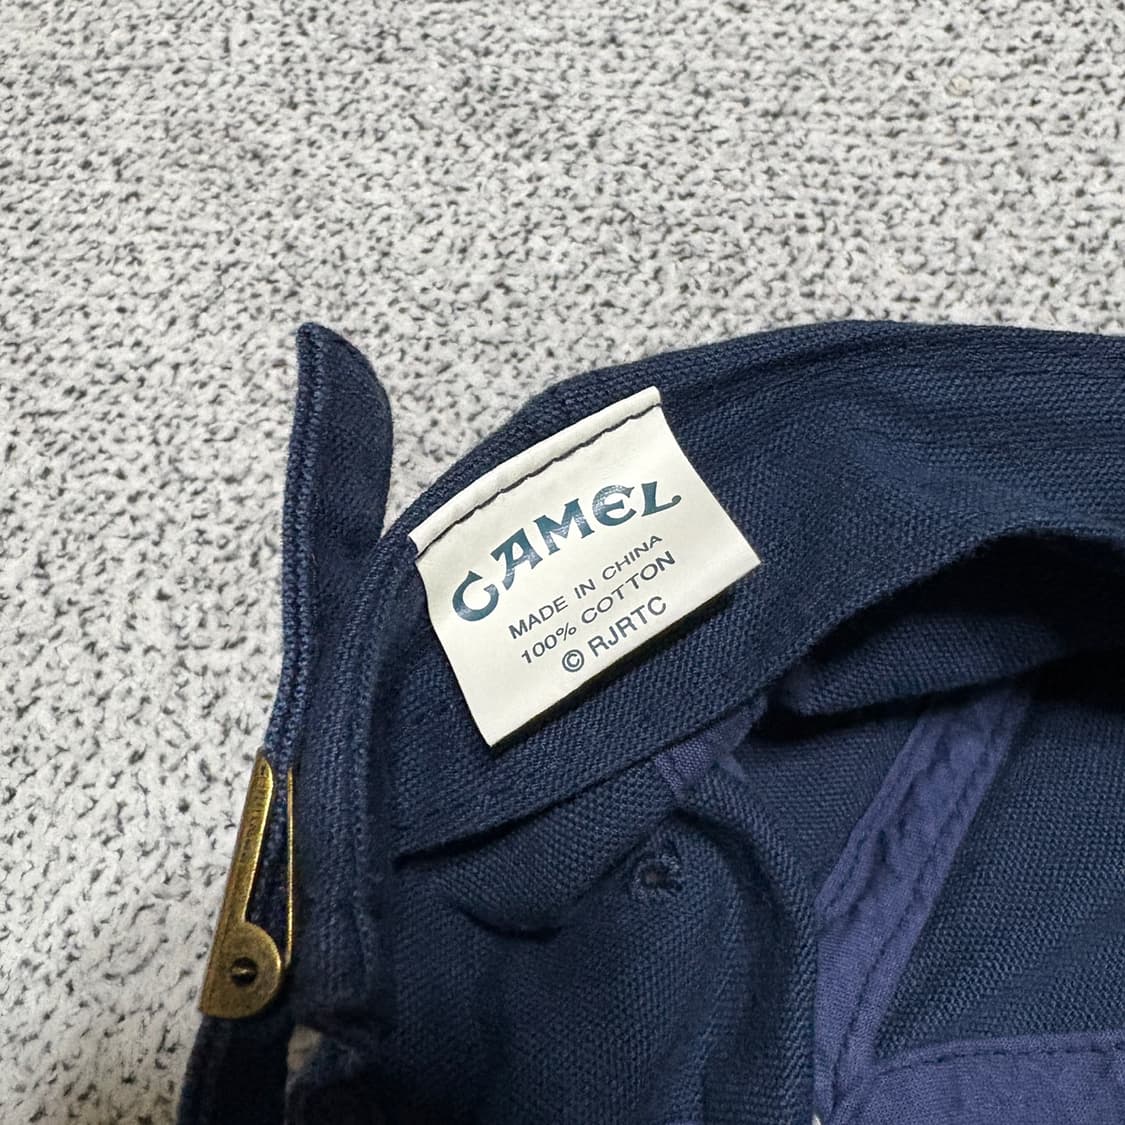 CAMEL
MADE IN CHINA
100% COTTON
© RJRTC